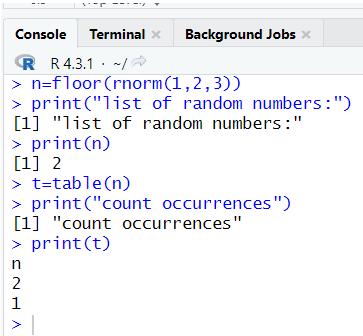 Console Terminal × Background Jobs ×
R R 4.3.1 · ~/
> n=floor(rnorm(1,2,3))
> print("list of random numbers:")
[1] "list of random numbers:"
> print(n)
[1] 2
> t=table(n)
> print("count occurrences")
[1] "count occurrences"
> print(t)
n
2
1
>